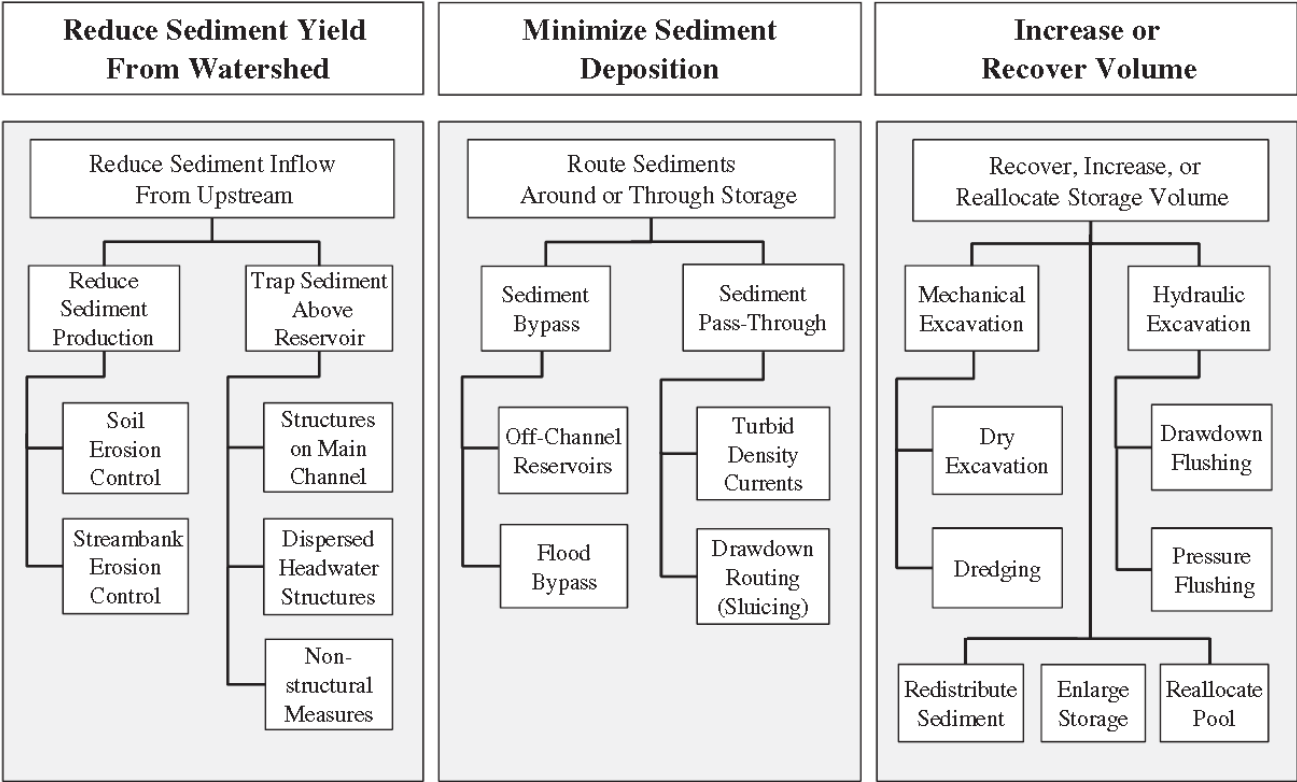 Reduce Sediment Yield
From Watershed
Minimize Sediment
Deposition
Increase or
Recover Volume
Reduce Sediment Inflow
From Upstream
Reduce
Sediment
Production
Trap Sediment
Above
Reservoir
Soil
Erosion
Control
Streambank
Erosion
Control
Structures
on Main
Channel
Dispersed
Headwater
Structures
Non-
structural
Measures
Route Sediments
Around or Through Storage
Sediment
Bypass
Sediment
Pass-Through
Off-Channel
Reservoirs
Flood
Bypass
Turbid
Density
Currents
Drawdown
Routing
(Sluicing)
Recover, Increase, or
Reallocate Storage Volume
Mechanical
Excavation
Hydraulic
Excavation
Dry
Excavation
Dredging
Drawdown
Flushing
Pressure
Flushing
Redistribute
Sediment
Enlarge
Storage
Reallocate
Pool